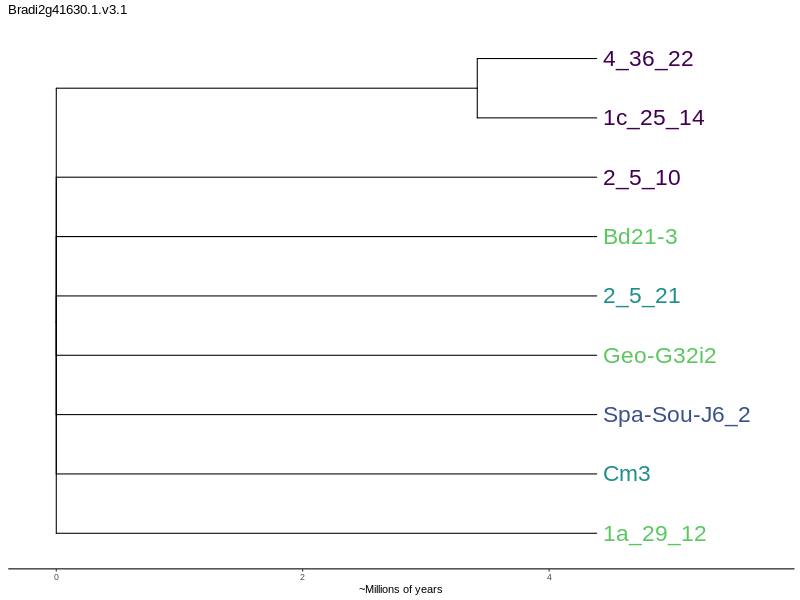 Bradi2g41630.1.v3.1
4_36_22
1c_25_14
2_5_10
Bd21-3
2_5_21
Geo-G32i2
Spa-Sou-J6_2
Cm3
1a_29_12
0 2 4
~Millions of years